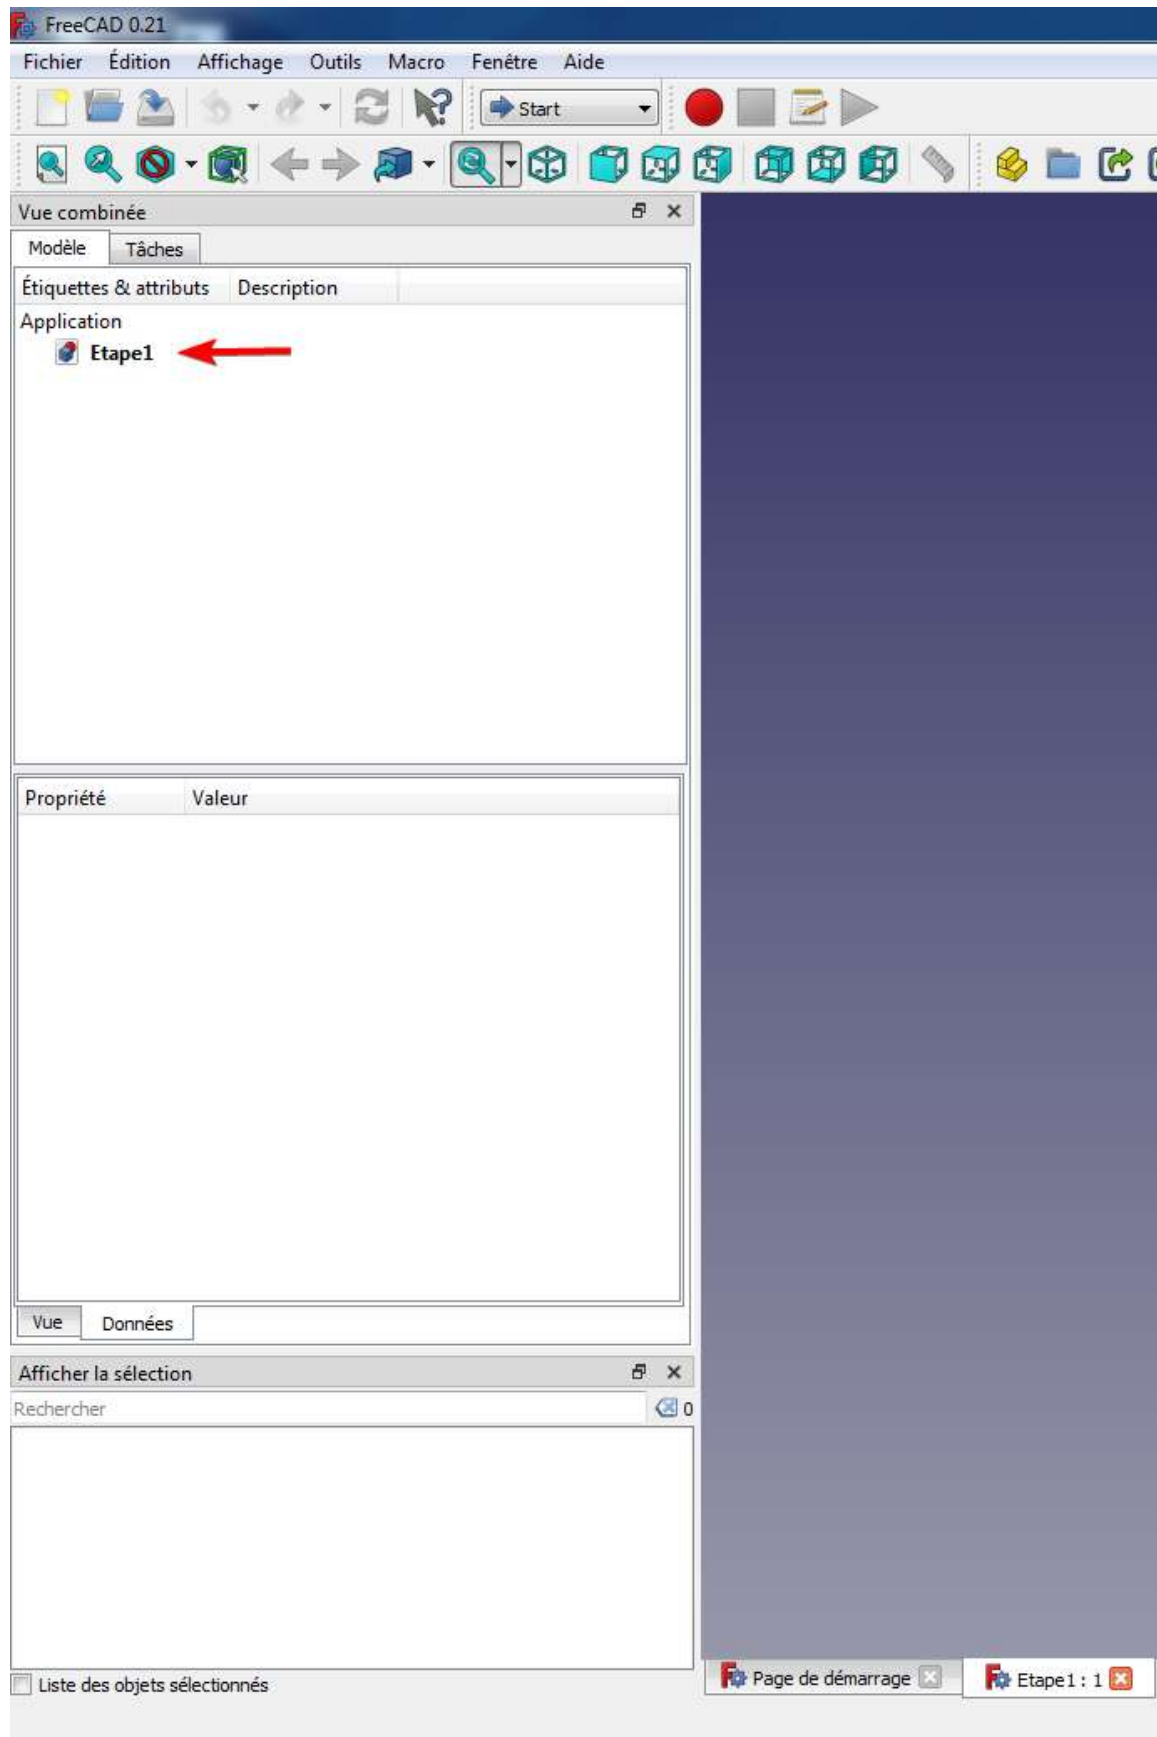 FreeCAD 0.21
Fichier Édition Affichage Outils Macro Fenêtre Aide
Start
Vue combinée
Modèle Tâches
Étiquettes & attributs Description
Application
Etape1
Propriété Valeur
Vue Données
Afficher la sélection
Rechercher 0
Liste des objets sélectionnés
Page de démarrage Etape1 : 1